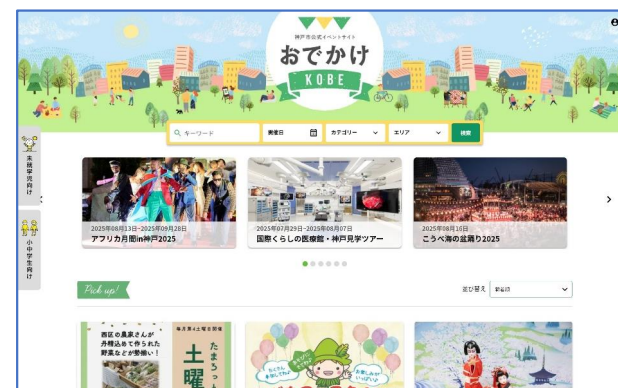 神戸市公式イベントサイト
おでかけ
KOBE
キーワード
開催日
カテゴリー
エリア
検索
未就学児向け
小中学生向け
2025年08月13日~2025年09月28日
アフリカ月間in神戸2025
2025年07月29日~2025年08月07日
国際くらしの医療館・神戸見学ツアー
2025年08月16日
こうべ海の盆踊り2025
Pick up!
並び替え
新着順
西区の農家さんが
丹精込めて作られた
野菜などが勢揃い!
毎月第4土曜日開催
たまろっ
土曜